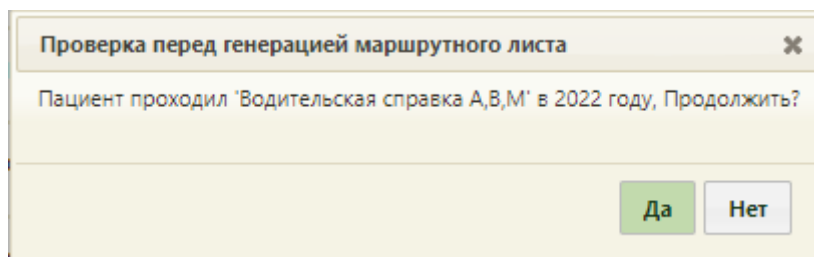 Проверка перед генерацией маршрутного листа
Пациент проходил 'Водительская справка А,В,М' в 2022 году, Продолжить?
Да
Нет